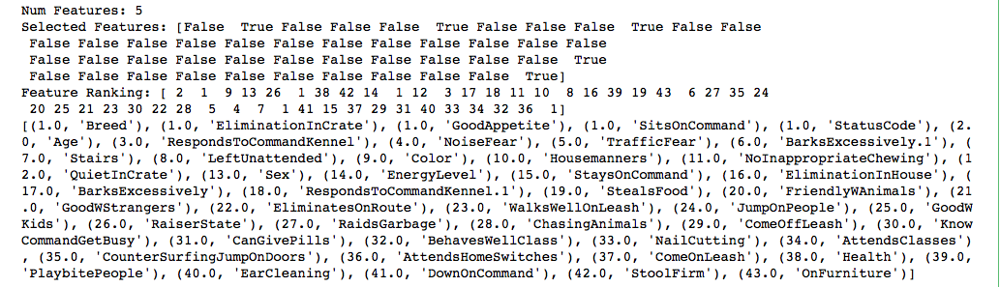 Num Features: 5
Selected Features: [False  True False False False  True False False False  True False False
 False False False False False False False False False False False False
 False False False False False False False False False False False  True
 False False False False False False False False False False  True]
Feature Ranking: [ 2  1  9 13 26  1 38 42 14  1 12  3 17 18 11 10  8 16 39 19 43  6 27 35 24
 20 25 21 23 30 22 28  5  4  7  1 41 15 37 29 31 40 33 34 32 36  1]
[(1.0, 'Breed'), (1.0, 'EliminationInCrate'), (1.0, 'GoodAppetite'), (1.0, 'SitsOnCommand'), (1.0, 'StatusCode'), (2.
0, 'Age'), (3.0, 'RespondsToCommandKennel'), (4.0, 'NoiseFear'), (5.0, 'TrafficFear'), (6.0, 'BarksExcessively.1'), (
7.0, 'Stairs'), (8.0, 'LeftUnattended'), (9.0, 'Color'), (10.0, 'Housemanners'), (11.0, 'NoInappropriateChewing'), (1
2.0, 'QuietInCrate'), (13.0, 'Sex'), (14.0, 'EnergyLevel'), (15.0, 'StaysOnCommand'), (16.0, 'EliminationInHouse'), (
17.0, 'BarksExcessively'), (18.0, 'RespondsToCommandKennel.1'), (19.0, 'StealsFood'), (20.0, 'FriendlyWAnimals'), (21
.0, 'GoodWStrangers'), (22.0, 'EliminatesOnRoute'), (23.0, 'WalksWellOnLeash'), (24.0, 'JumpOnPeople'), (25.0, 'GoodW
Kids'), (26.0, 'RaiserState'), (27.0, 'RaidsGarbage'), (28.0, 'ChasingAnimals'), (29.0, 'ComeOffLeash'), (30.0, 'Know
CommandGetBusy'), (31.0, 'CanGivePills'), (32.0, 'BehavesWellClass'), (33.0, 'NailCutting'), (34.0, 'AttendsClasses')
, (35.0, 'CounterSurfingJumpOnDoors'), (36.0, 'AttendsHomeSwitches'), (37.0, 'ComeOnLeash'), (38.0, 'Health'), (39.0,
'PlaybitePeople'), (40.0, 'EarCleaning'), (41.0, 'DownOnCommand'), (42.0, 'StoolFirm'), (43.0, 'OnFurniture')]